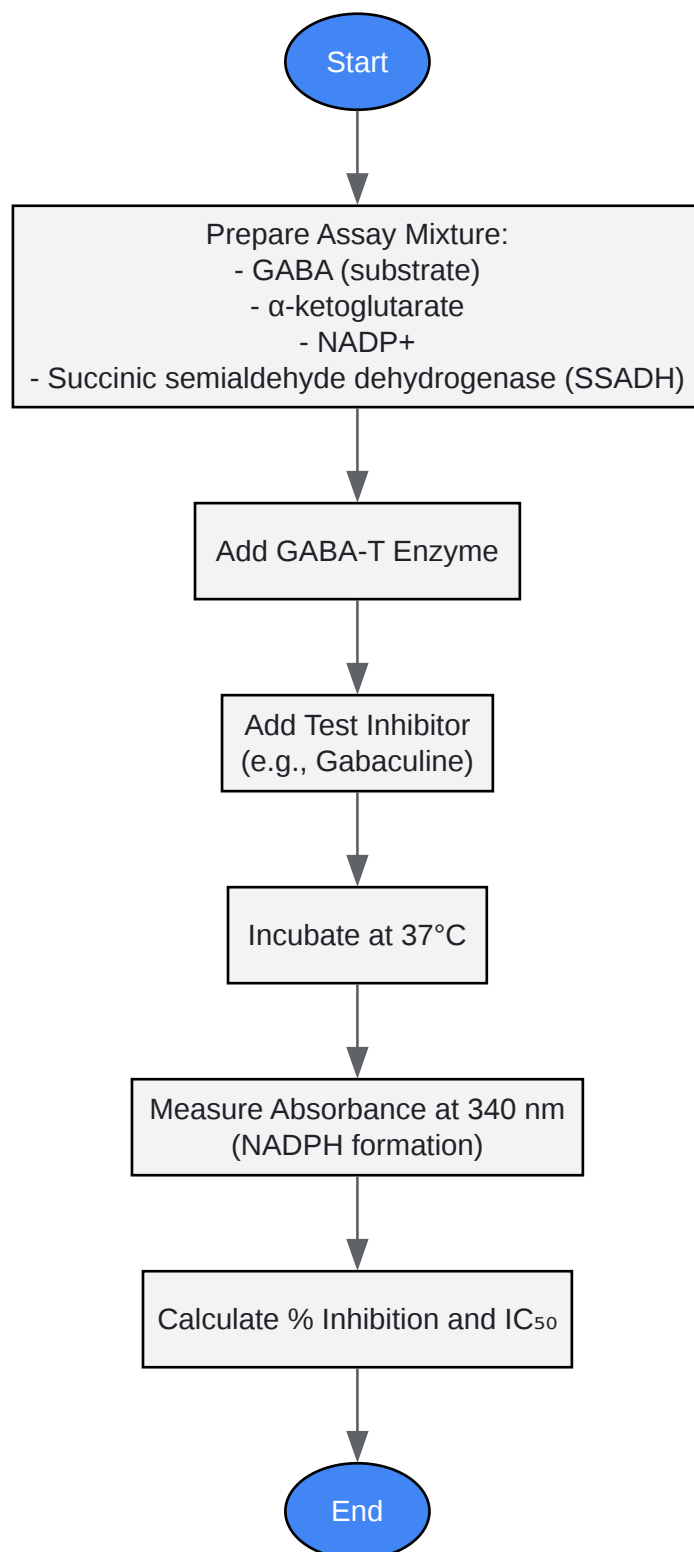 Start
Prepare Assay Mixture:
- GABA (substrate)
- α-ketoglutarate
- NADP+
- Succinic semialdehyde dehydrogenase (SSADH)
Add GABA-T Enzyme
Add Test Inhibitor
(e.g., Gabaculine)
Incubate at 37°C
Measure Absorbance at 340 nm
(NADPH formation)
Calculate % Inhibition and IC₅₀
End